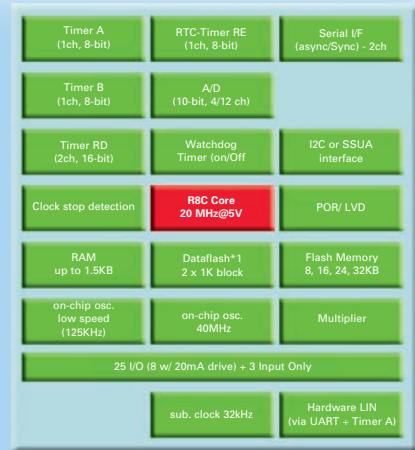 Timer A
(1ch, 8-bit)
RTC-Timer RE
(1ch, 8-bit)
Serial I/F
(async/Sync) - 2ch
Timer B
(1ch, 8-bit)
A/D
(10-bit, 4/12 ch)
Timer RD
(2ch, 16-bit)
Watchdog
Timer (on/Off
I2C or SSUA
interface
Clock stop detection
R8C Core
20 MHz@5V
POR/ LVD
RAM
up to 1.5KB
Dataflash*1
2 x 1K block
Flash Memory
8, 16, 24, 32KB
on-chip osc.
low speed
(125KHz)
on-chip osc.
40MHz
Multiplier
25 I/O (8 w/ 20mA drive) + 3 Input Only
sub. clock 32kHz
Hardware LIN
(via UART + Timer A)